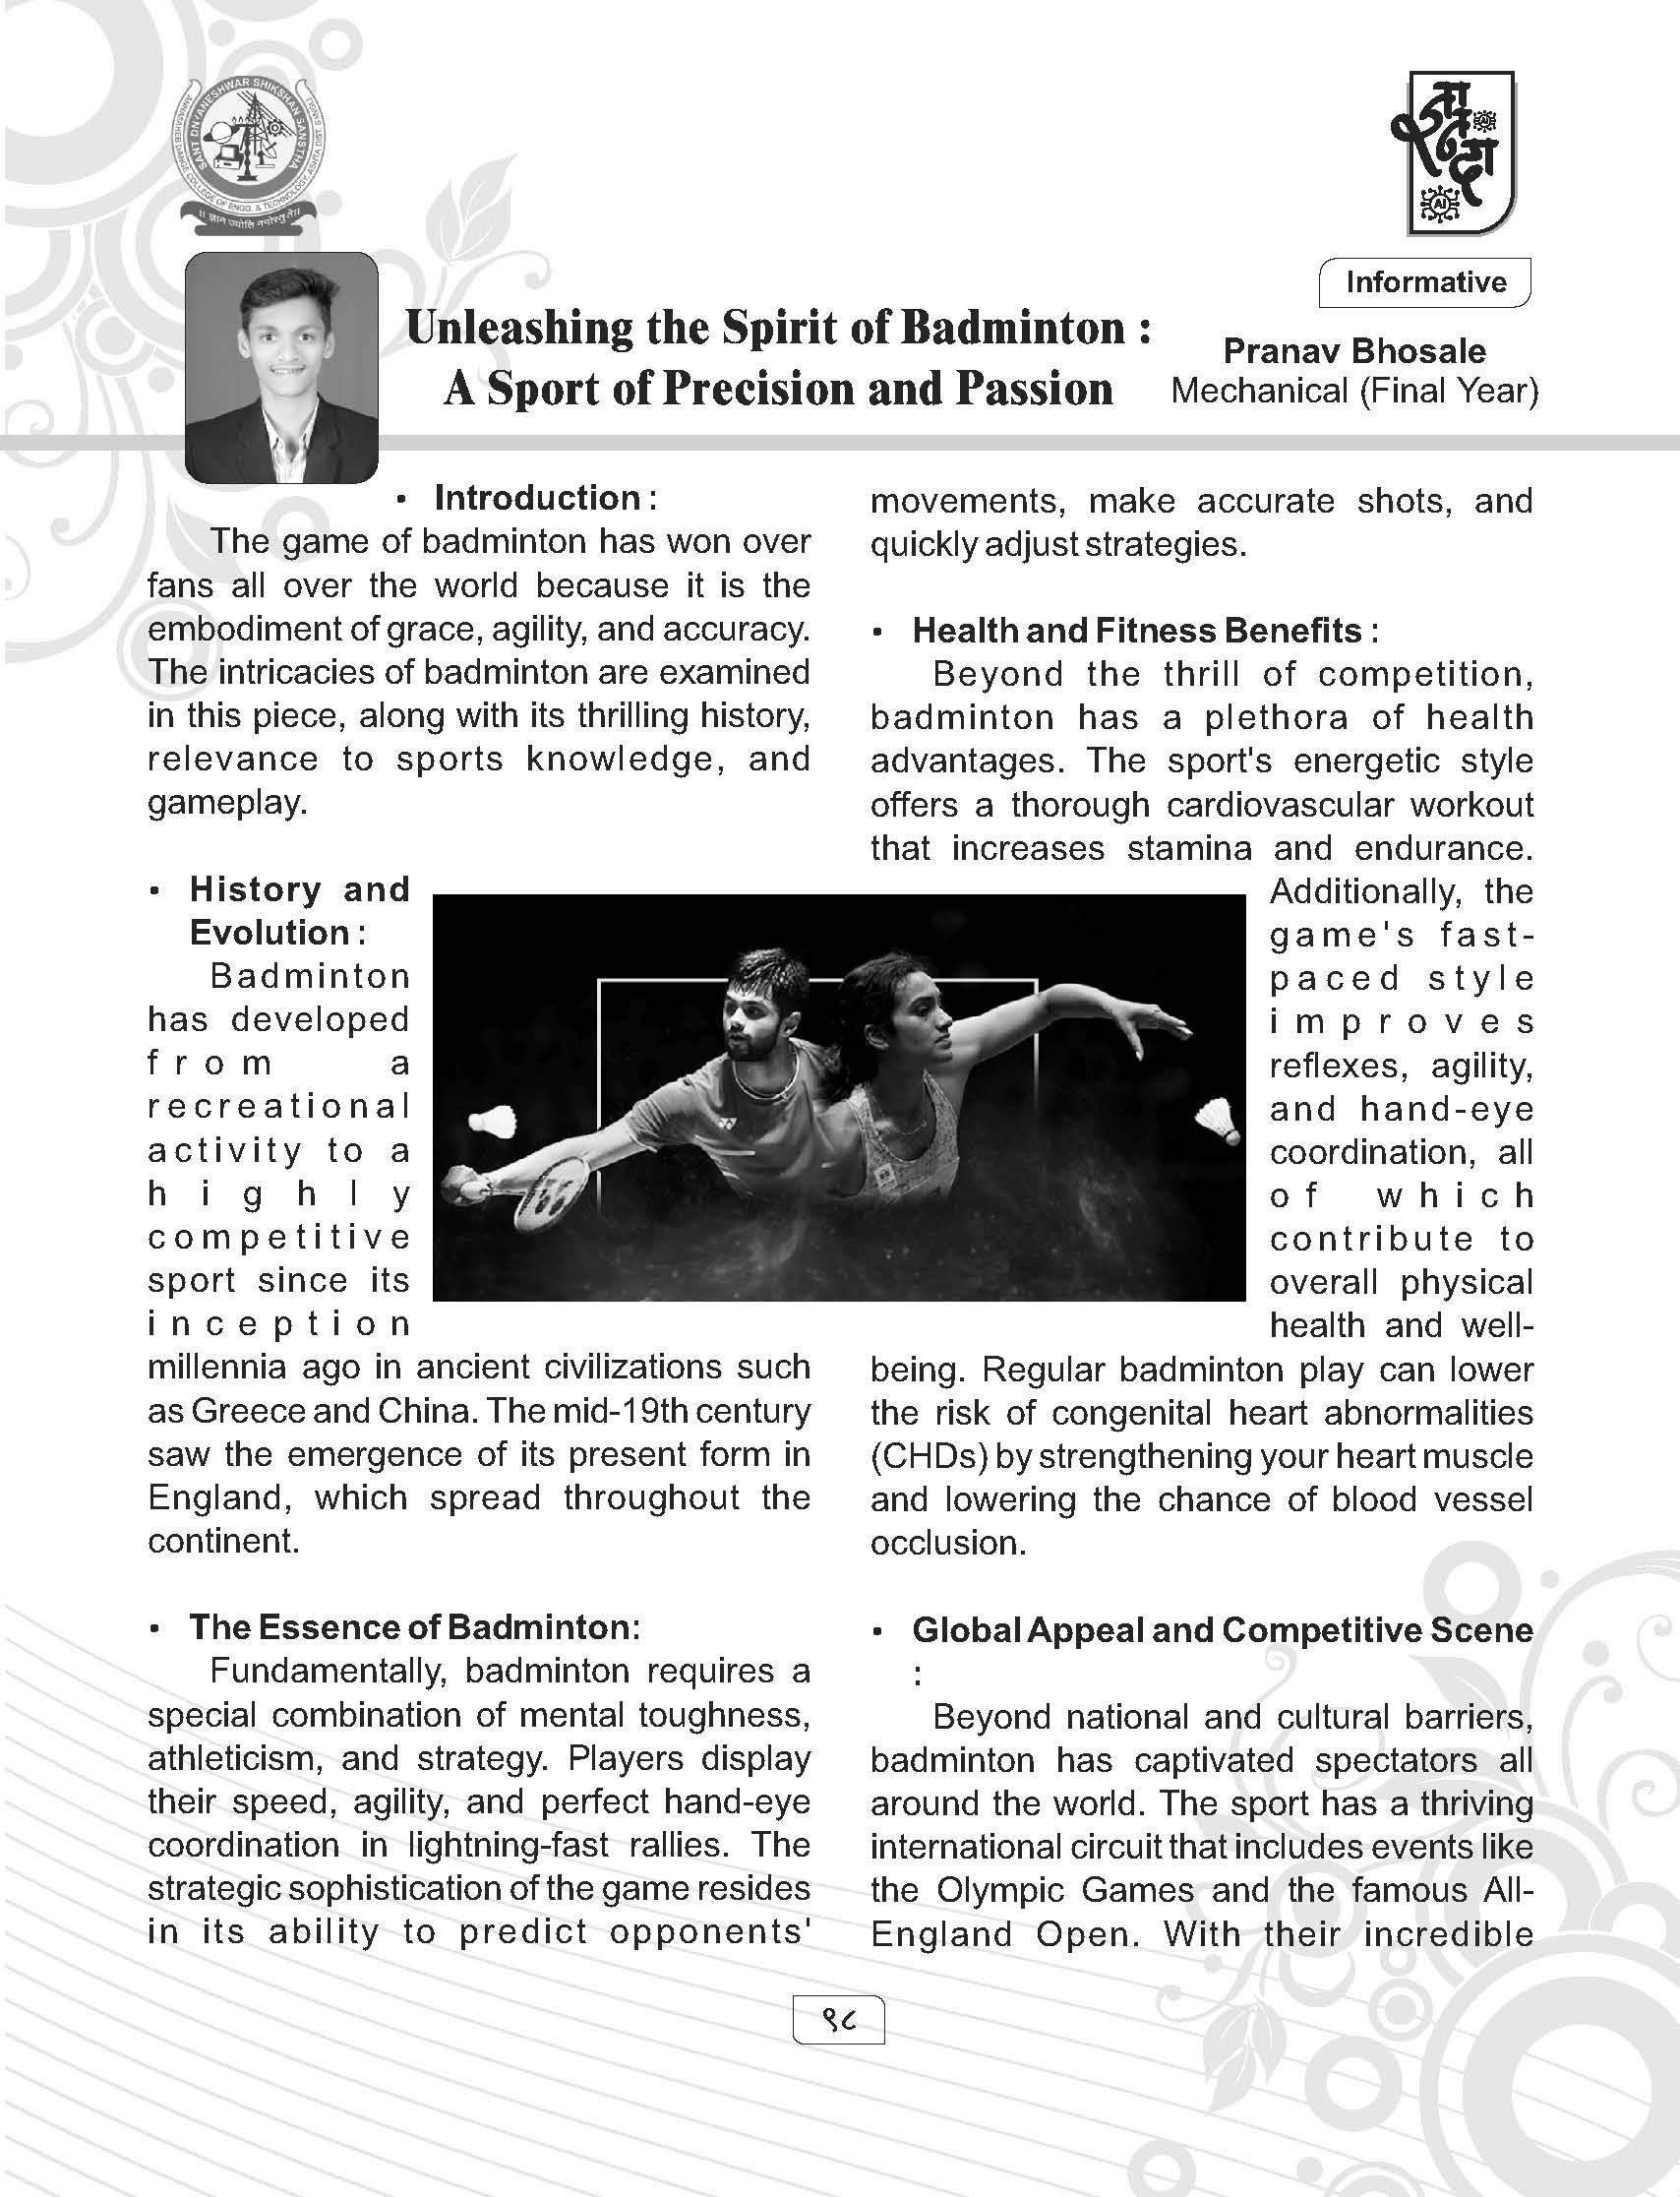 SANT DNYANESHWAR SHIKSHAN SANSTHA
ANNASAHEB DANGE COLLEGE OF ENGG. & TECHNOLOGY, ASHTA DIST. SANGLI
AI
AI
Informative
Unleashing the Spirit of Badminton :
A Sport of Precision and Passion
Pranav Bhosale
Mechanical (Final Year)
• Introduction :
The game of badminton has won over
fans all over the world because it is the
embodiment of grace, agility, and accuracy.
The intricacies of badminton are examined
in this piece, along with its thrilling history,
relevance to sports knowledge, and
gameplay.
• History and
Evolution :
Badminton
has developed
from a
recreational
activity to a
highly
competitive
sport since its
inception
millennia ago in ancient civilizations such
as Greece and China. The mid-19th century
saw the emergence of its present form in
England, which spread throughout the
continent.
• The Essence of Badminton:
Fundamentally, badminton requires a
special combination of mental toughness,
athleticism, and strategy. Players display
their speed, agility, and perfect hand-eye
coordination in lightning-fast rallies. The
strategic sophistication of the game resides
in its ability to predict opponents'
movements, make accurate shots, and
quickly adjust strategies.
• Health and Fitness Benefits :
Beyond the thrill of competition,
badminton has a plethora of health
advantages. The sport's energetic style
offers a thorough cardiovascular workout
that increases stamina and endurance.
Additionally, the
game's fast-
paced style
improves
reflexes, agility,
and hand-eye
coordination, all
of which
contribute to
overall physical
health and well-
being. Regular badminton play can lower
the risk of congenital heart abnormalities
(CHDs) by strengthening your heart muscle
and lowering the chance of blood vessel
occlusion.
• Global Appeal and Competitive Scene
:
Beyond national and cultural barriers,
badminton has captivated spectators all
around the world. The sport has a thriving
international circuit that includes events like
the Olympic Games and the famous All-
England Open. With their incredible
९८